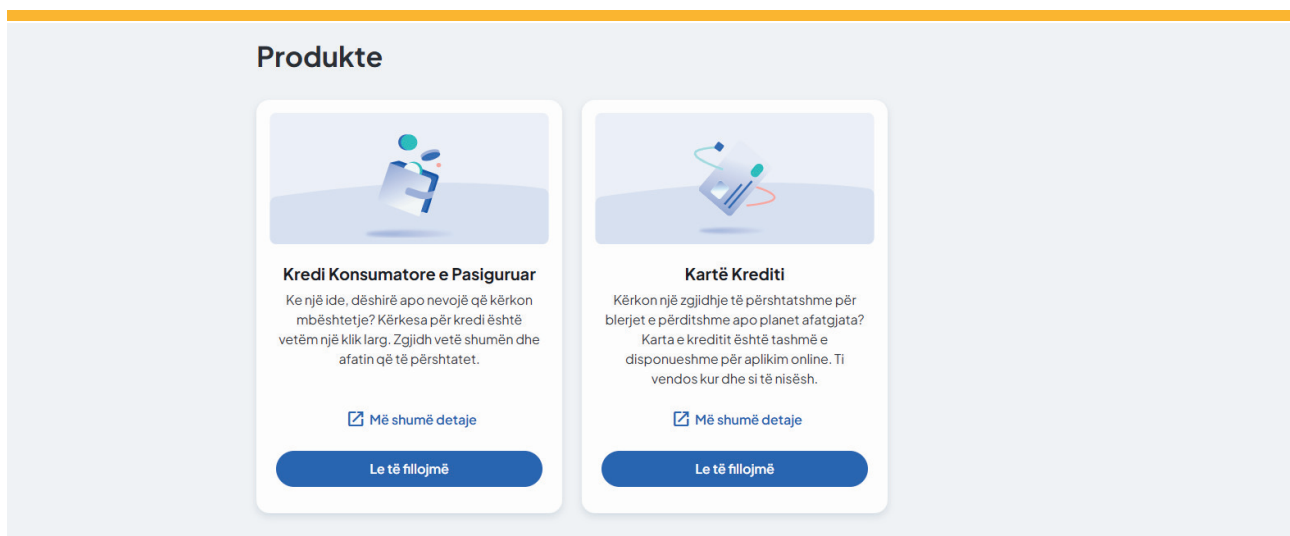 Produkte
Kredi Konsumatore e Pasiguruar
Ke një ide, dëshirë apo nevojë që kërkon
mbështetje? Kërkesa për kredi është
vetëm një klik larg. Zgjidh vetë shumën dhe
afatin që të përshtatet.
Më shumë detaje
Le të fillojmë
Kartë Krediti
Kërkon një zgjidhje të përshtatshme për
blerjet e përditshme apo planet afatgjata?
Karta e kreditit është tashmë e
disponueshme për aplikim online. Ti
vendos kur dhe si të nisësh.
Më shumë detaje
Le të fillojmë